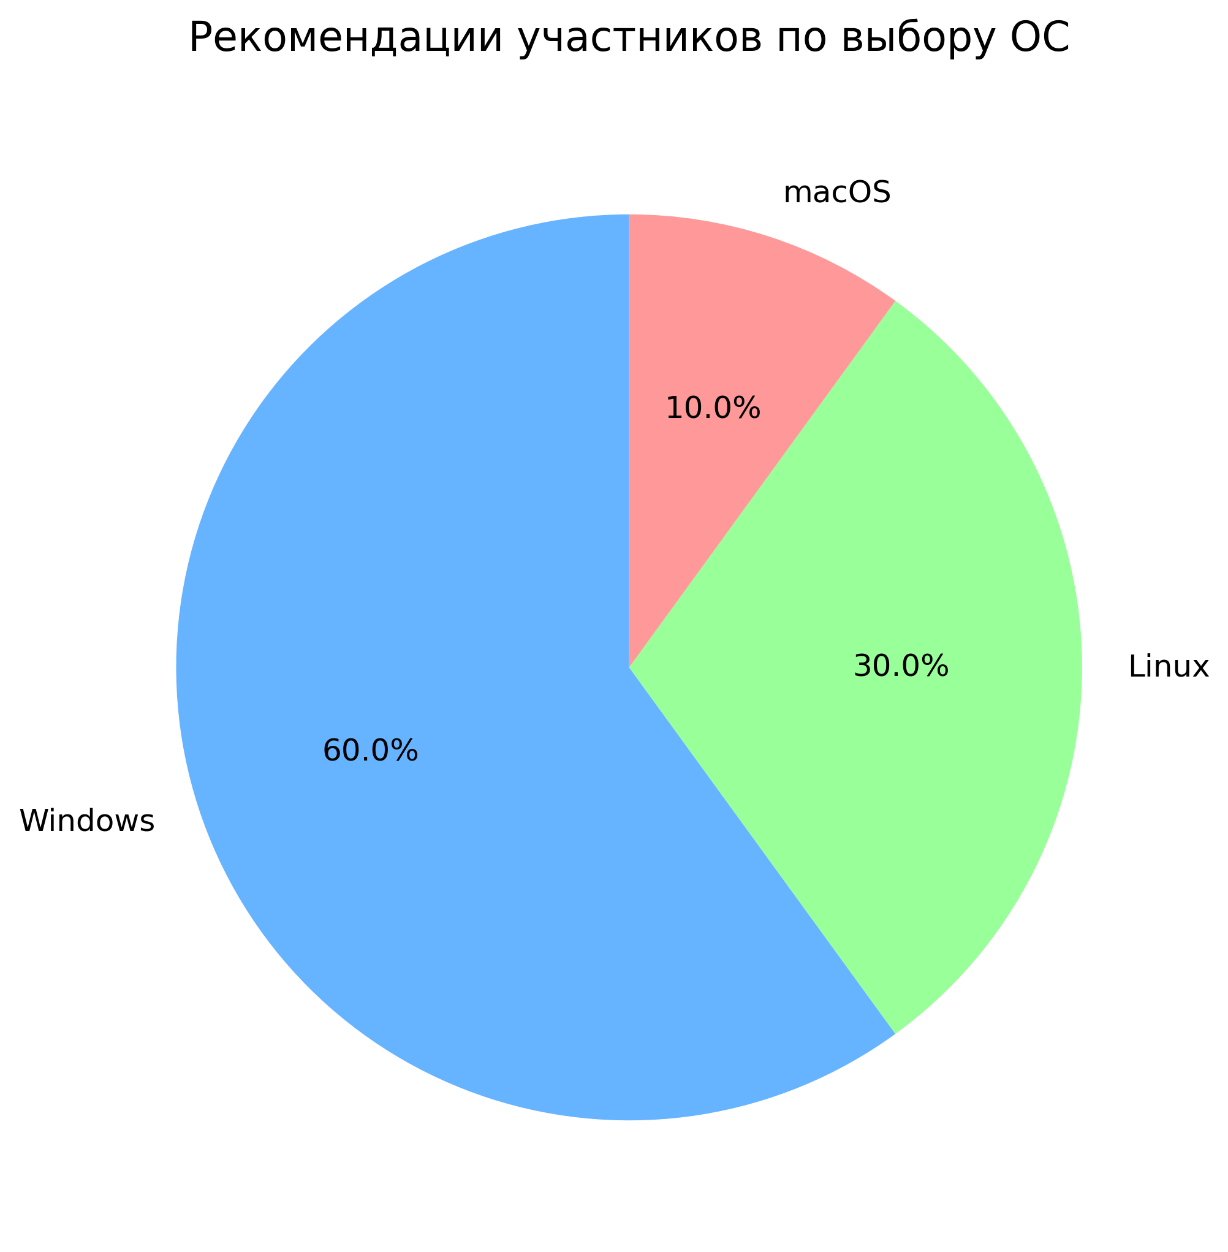 Рекомендации участников по выбору ОС
macOS
10.0%
30.0%
Linux
60.0%
Windows